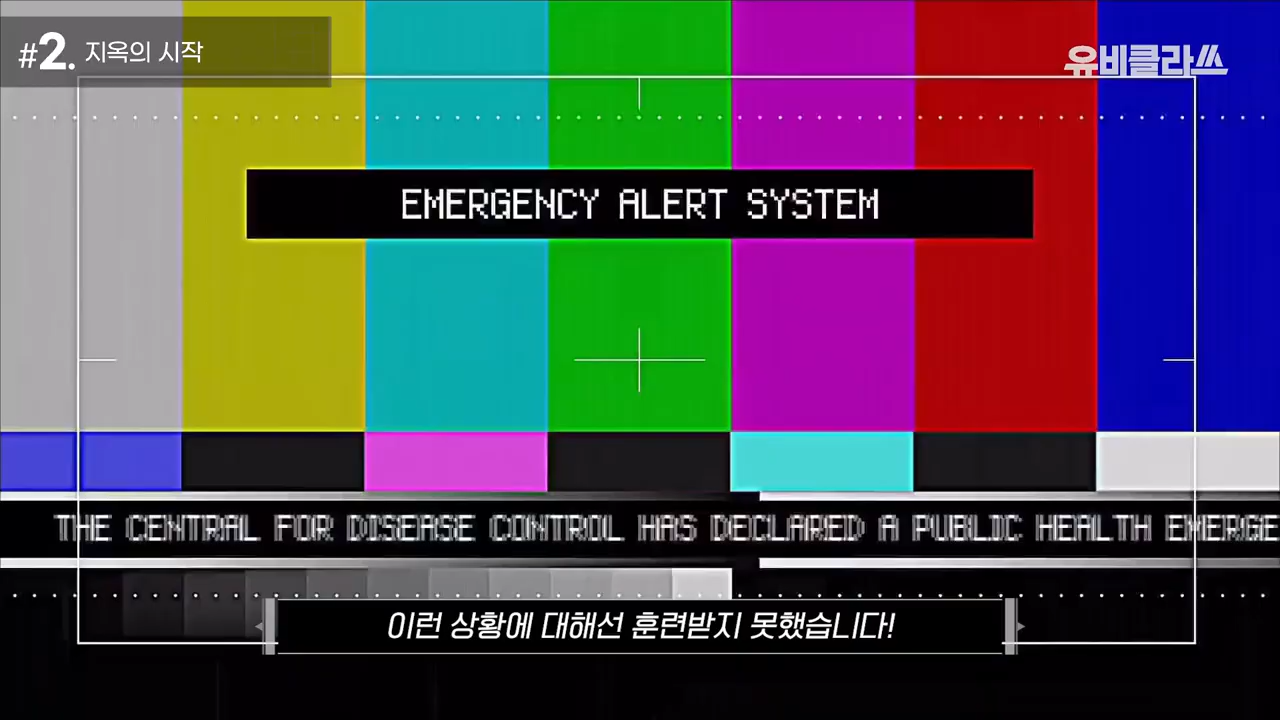 #2. 지옥의 시작
유비클라쓰
EMERGENCY ALERT SYSTEM
THE CENTRAL FOR DISEASE CONTROL HAS DECLARED A PUBLIC HEALTH EMERGE
이런 상황에 대해선 훈련받지 못했습니다!